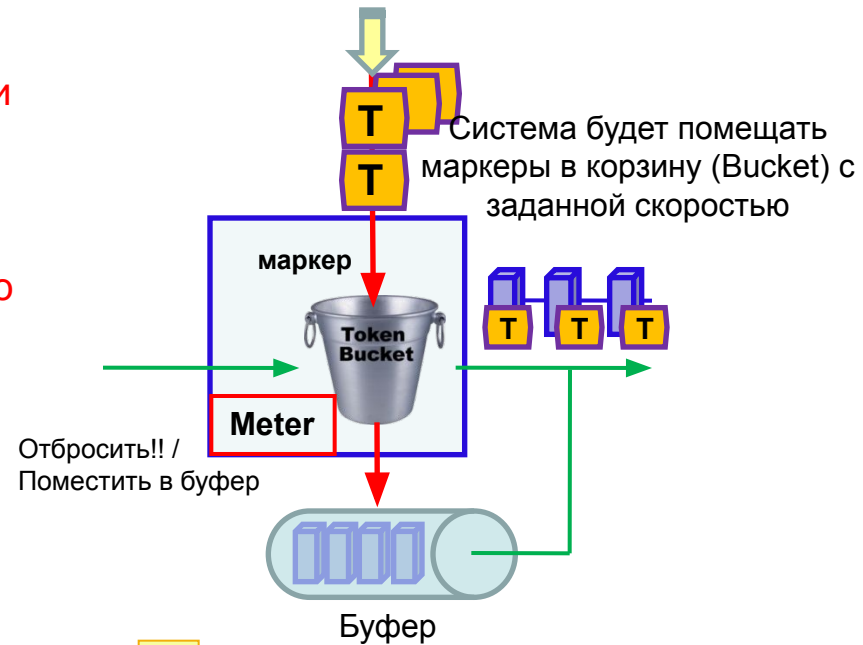 и
T
T
Система будет помещать
маркеры в корзину (Bucket) с
заданной скоростью
маркер
о
T T T
Token
Bucket
Meter
Отбросить!! /
Поместить в буфер
Буфер